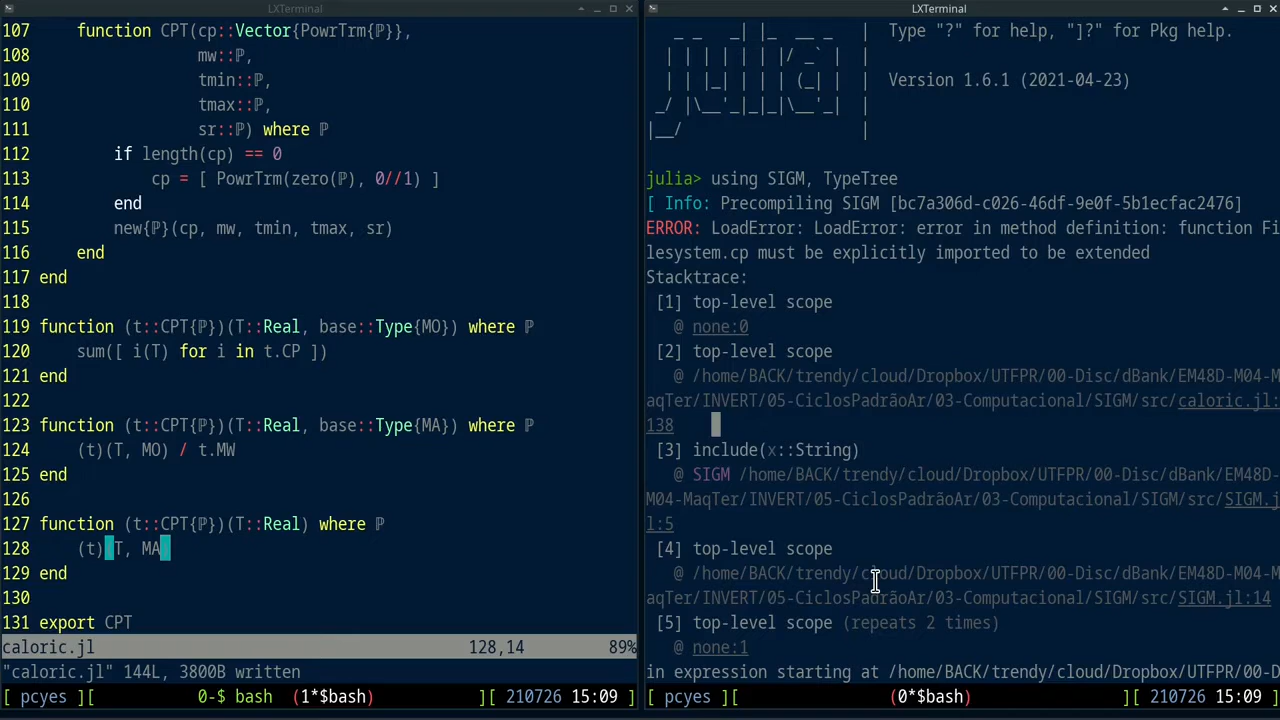 LXTerminal
107     function CPT(cp::Vector{PowrTrm{ℙ}},
108                  mw::ℙ,
109                  tmin::ℙ,
110                  tmax::ℙ,
111                  sr::ℙ) where ℙ
112         if length(cp) == 0
113             cp = [ PowrTrm(zero(ℙ), 0//1) ]
114         end
115         new{ℙ}(cp, mw, tmin, tmax, sr)
116     end
117 end
118
119 function (t::CPT{ℙ})(T::Real, base::Type{MO}) where ℙ
120     sum([ i(T) for i in t.CP ])
121 end
122
123 function (t::CPT{ℙ})(T::Real, base::Type{MA}) where ℙ
124     (t)(T, MO) / t.MW
125 end
126
127 function (t::CPT{ℙ})(T::Real) where ℙ
128     (t)(T, MA)
129 end
130
131 export CPT
caloric.jl                                        128,14          89%
"caloric.jl" 144L, 3800B written
[ pcyes ][           0-$ bash  (1*$bash)           ][ 210726 15:09 ]
LXTerminal
   _ _   _| |_  __ _   |  Type "?" for help, "]?" for Pkg help.
  | | | | | | |/ _` |  |
  | | |_| | | | (_| |  |  Version 1.6.1 (2021-04-23)
 _/ |\__'_|_|_|\__'_|  |
|__/                   |
julia> using SIGM, TypeTree
[ Info: Precompiling SIGM [bc7a306d-c026-46df-9e0f-5b1ecfac2476]
ERROR: LoadError: LoadError: error in method definition: function Fi
lesystem.cp must be explicitly imported to be extended
Stacktrace:
 [1] top-level scope
   @ none:0
 [2] top-level scope
   @ /home/BACK/trendy/cloud/Dropbox/UTFPR/00-Disc/dBank/EM48D-M04-M
aqTer/INVERT/05-CiclosPadrãoAr/03-Computacional/SIGM/src/caloric.jl:
138
 [3] include(x::String)
   @ SIGM /home/BACK/trendy/cloud/Dropbox/UTFPR/00-Disc/dBank/EM48D-
M04-MaqTer/INVERT/05-CiclosPadrãoAr/03-Computacional/SIGM/src/SIGM.j
l:5
 [4] top-level scope
   @ /home/BACK/trendy/cloud/Dropbox/UTFPR/00-Disc/dBank/EM48D-M04-M
aqTer/INVERT/05-CiclosPadrãoAr/03-Computacional/SIGM/src/SIGM.jl:14
 [5] top-level scope (repeats 2 times)
   @ none:1
in expression starting at /home/BACK/trendy/cloud/Dropbox/UTFPR/00-D
[ pcyes ][                (0*$bash)                ][ 210726 15:09 ]